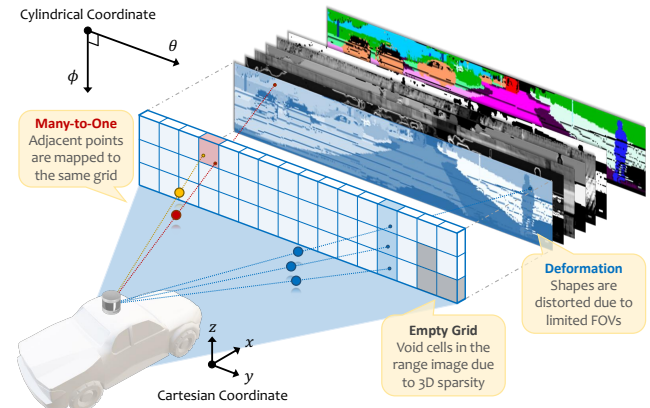 Cylindrical Coordinate
θ
ϕ
Many-to-One
Adjacent points
are mapped to
the same grid
Deformation
Shapes are
distorted due to
limited FOVs
Empty Grid
Void cells in the
range image due
to 3D sparsity
z
x
y
Cartesian Coordinate